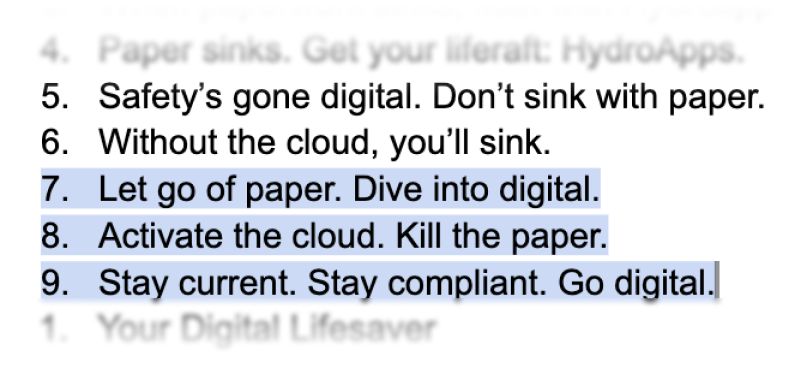 4. Paper sinks. Get your liferaft: HydroApps.
5. Safety’s gone digital. Don’t sink with paper.
6. Without the cloud, you’ll sink.
7. Let go of paper. Dive into digital.
8. Activate the cloud. Kill the paper.
9. Stay current. Stay compliant. Go digital.
1. Your Digital Lifesaver